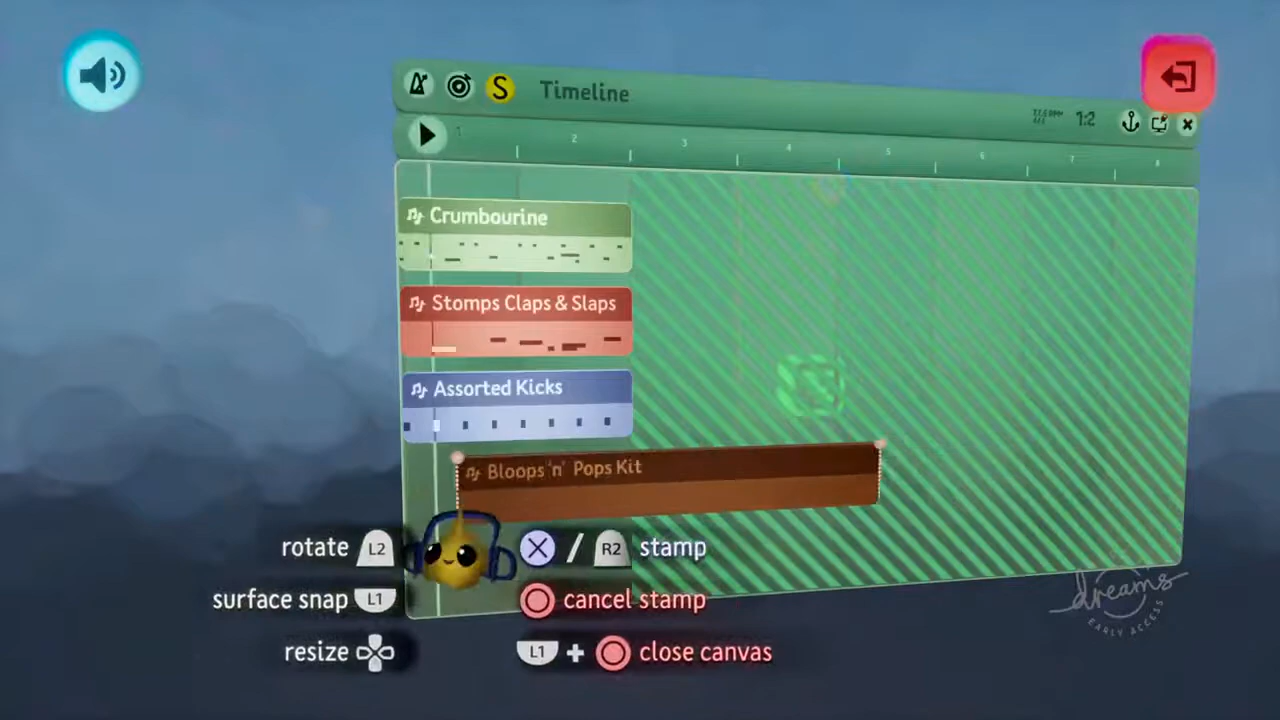 S Timeline
1:2
1 2 3 4 5 6 7 8
Crumbourine
Stomps Claps & Slaps
Assorted Kicks
Bloops 'n' Pops Kit
rotate L2
/ R2 stamp
surface snap L1
cancel stamp
resize
L1 + close canvas
dreams
EARLY ACCESS